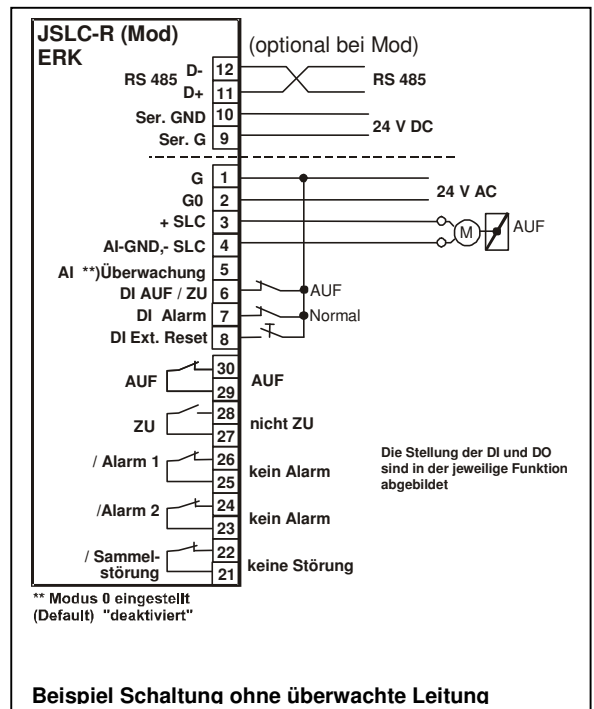 JSLC-R (Mod)
ERK
(optional bei Mod)
RS 485 D- 12 RS 485
D+ 11
Ser. GND 10
24 V DC
Ser. G 9
G 1
24 V AC
G0 2
+ SLC 3
M AUF
AI-GND,- SLC 4
AI **)Überwachung 5
DI AUF / ZU 6 AUF
DI Alarm 7 Normal
DI Ext. Reset 8
30
AUF AUF
29
28
ZU nicht ZU
27
/ Alarm 1 26
kein Alarm
25
/Alarm 2 24
kein Alarm
23
/ Sammel- 22
störung keine Störung
21
Die Stellung der DI und DO
sind in der jeweilige Funktion
abgebildet
** Modus 0 eingestellt
(Default) "deaktiviert"
Beispiel Schaltung ohne überwachte Leitung